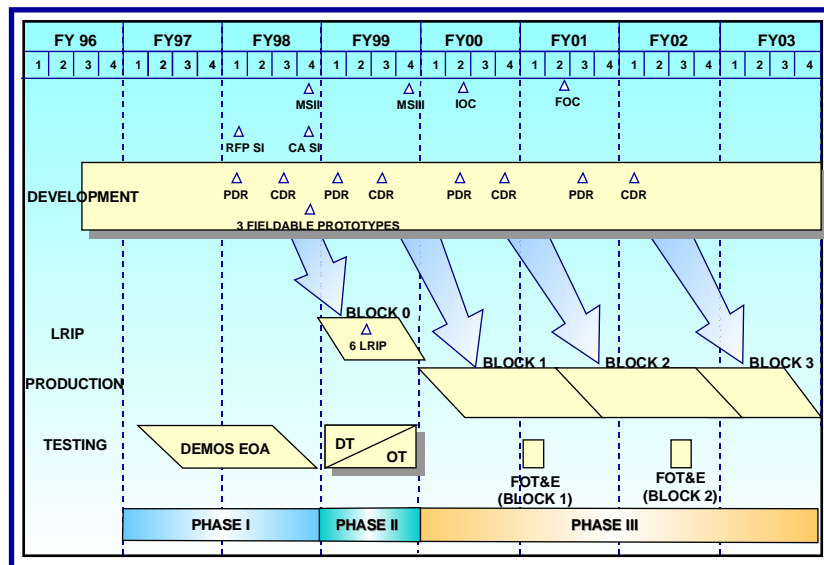 FY 96 FY97 FY98 FY99 FY00 FY01 FY02 FY03
1 2 3 4 1 2 3 4 1 2 3 4 1 2 3 4 1 2 3 4 1 2 3 4 1 2 3 4 1 2 3 4
MSII MSIII IOC FOC
RFP SI CA SI
DEVELOPMENT
PDR CDR PDR CDR PDR CDR PDR CDR
3 FIELDABLE PROTOTYPES
BLOCK 0
LRIP
6 LRIP
BLOCK 1 BLOCK 2 BLOCK 3
PRODUCTION
TESTING
DEMOS EOA
DT
OT
FOT&E
(BLOCK 1)
FOT&E
(BLOCK 2)
PHASE I PHASE II PHASE III